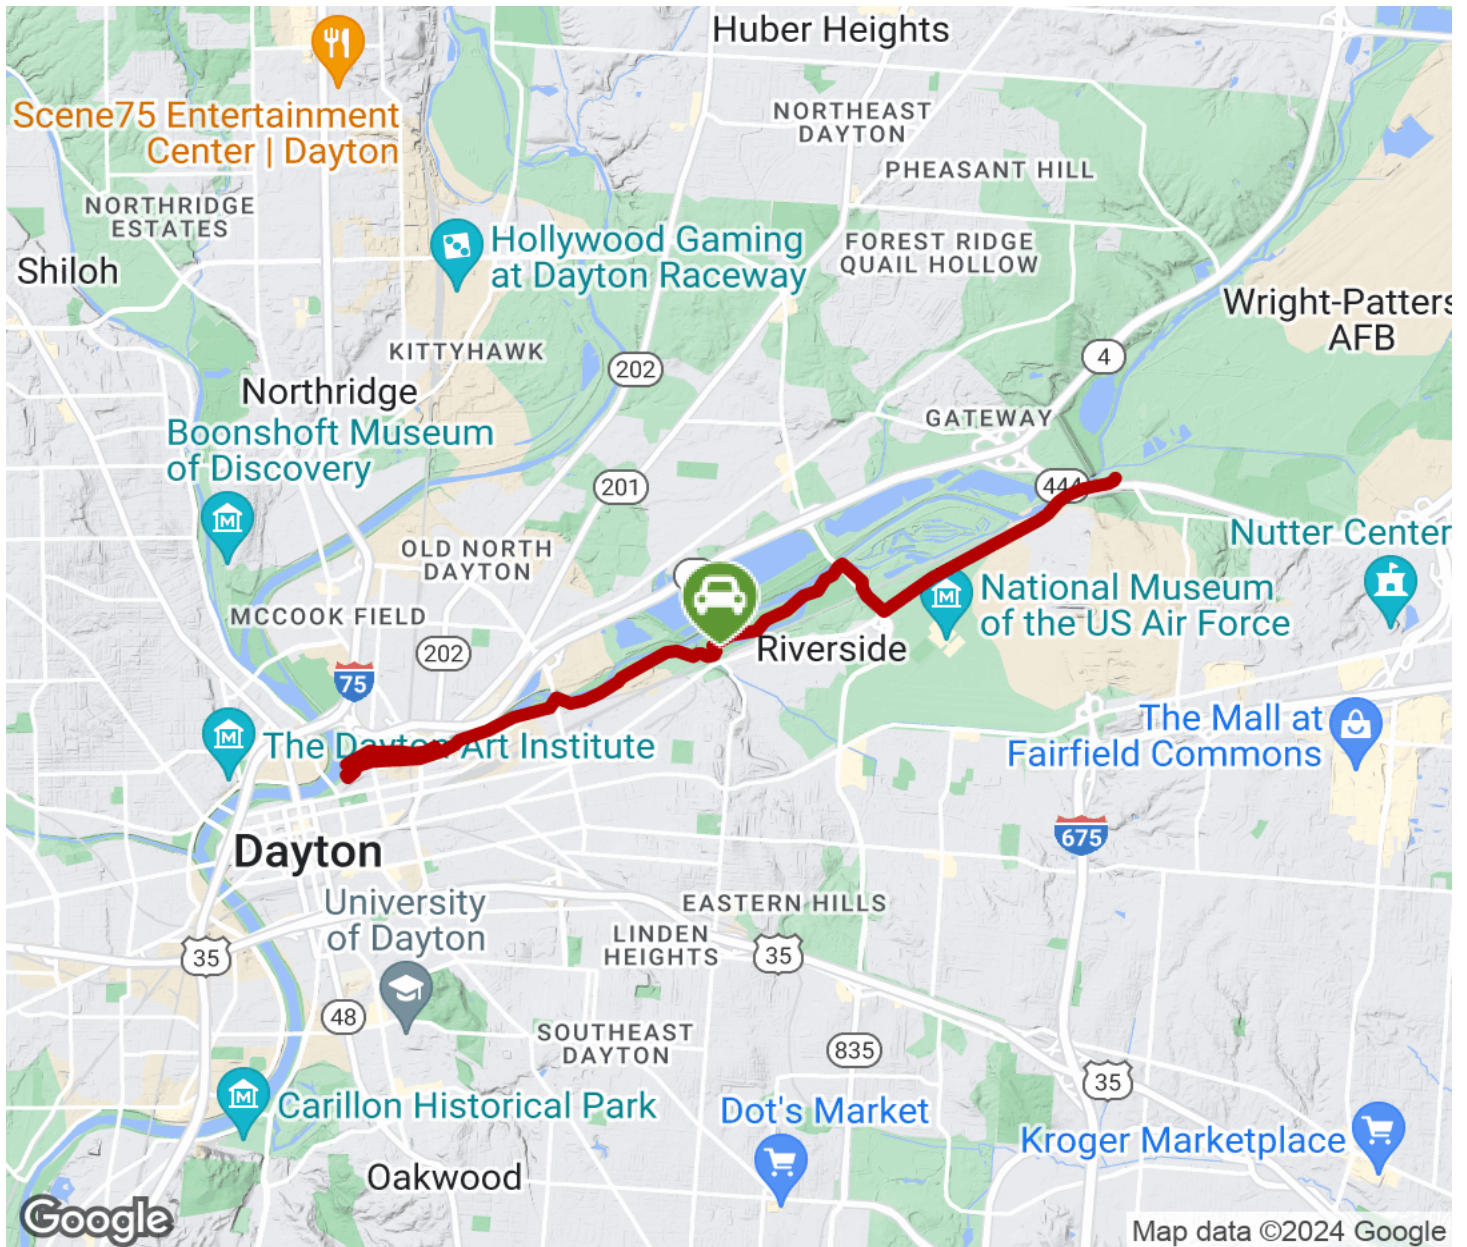 Huber Heights
Scene75 Entertainment
Center | Dayton
NORTHEAST
DAYTON
PHEASANT HILL
NORTHRIDGE
ESTATES
Hollywood Gaming
at Dayton Raceway
FOREST RIDGE
QUAIL HOLLOW
Shiloh
Wright-Patters
AFB
KITTYHAWK
4
202
Northridge
GATEWAY
Boonshoft Museum
of Discovery
201
444
Nutter Center
OLD NORTH
DAYTON
National Museum
of the US Air Force
MCCOOK FIELD
202
Riverside
75
The Mall at
Fairfield Commons
The Dayton Art Institute
675
Dayton
University
of Dayton
EASTERN HILLS
LINDEN
HEIGHTS
35
35
48
SOUTHEAST
DAYTON
835
35
Carillon Historical Park
Dot's Market
Kroger Marketplace
Oakwood
Google
Map data ©2024 Google